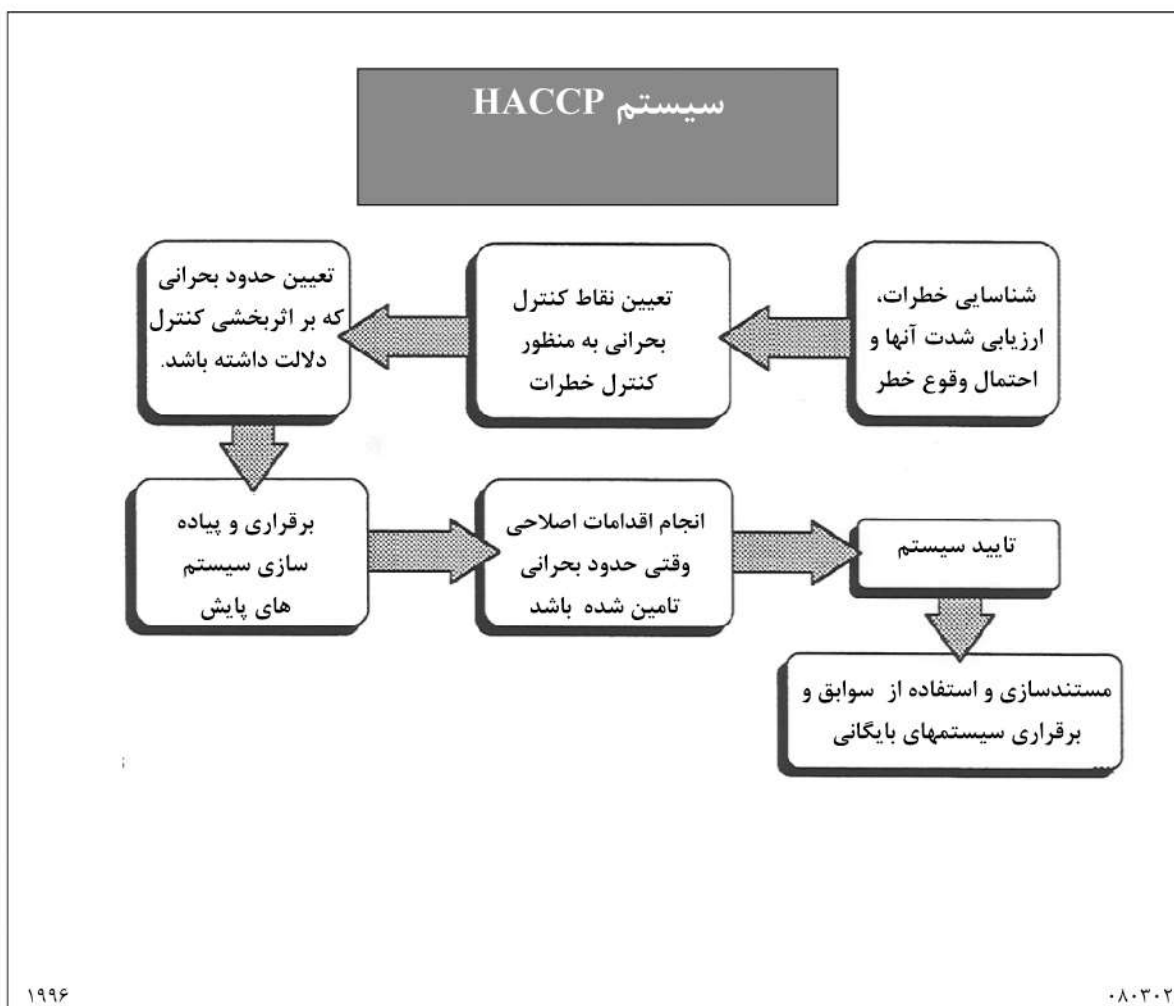 سیستم HACCP
شناسایی خطرات،
ارزیابی شدت آنها و
احتمال وقوع خطر
تعیین نقاط کنترل
بحرانی به منظور
کنترل خطرات
تعیین حدود بحرانی
که بر اثربخشی کنترل
دلالت داشته باشد.
برقراری و پیاده
سازی سیستم
های پایش
انجام اقدامات اصلاحی
وقتی حدود بحرانی
تامین شده باشد
تایید سیستم
مستندسازی و استفاده از سوابق و
برقراری سیستمهای بایگانی
۰۸۰۳۰۲
۱۹۹۶